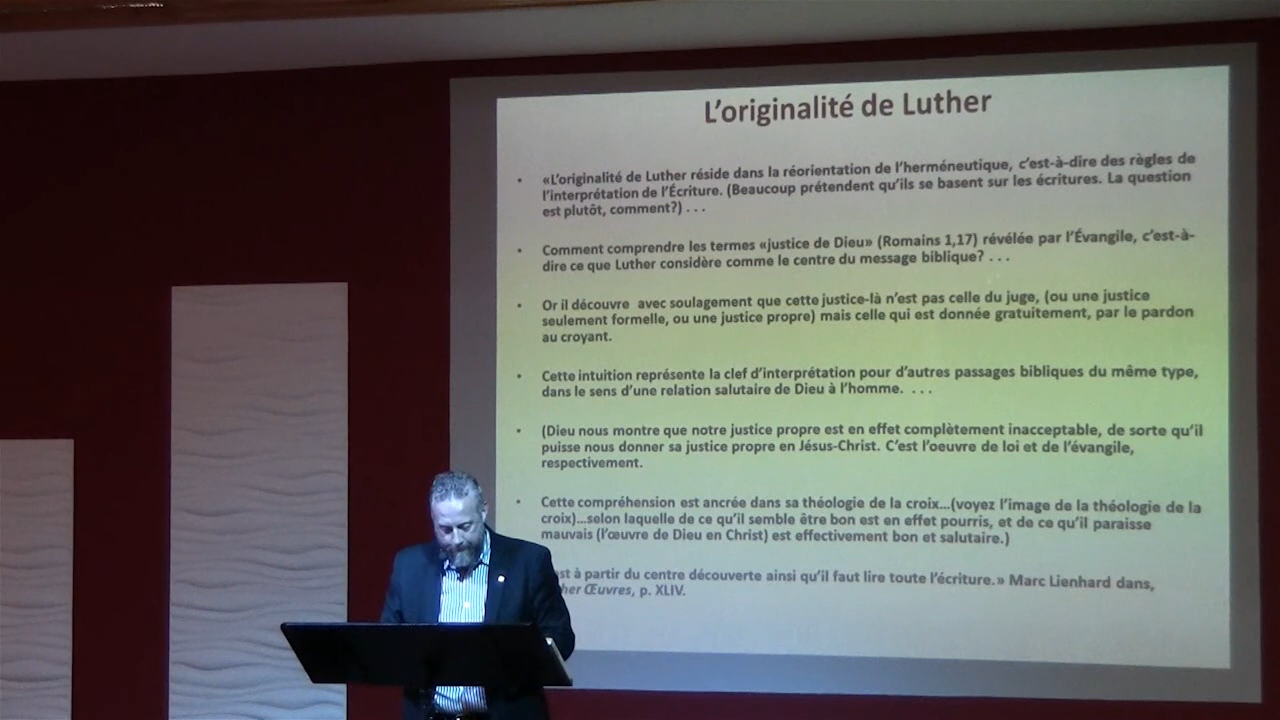 L'originalité de Luther
• «L'originalité de Luther réside dans la réorientation de l'herméneutique, c'est-à-dire des règles de
l'interprétation de l'Écriture. (Beaucoup prétendent qu'ils se basent sur les écritures. La question
est plutôt, comment?) . . .
• Comment comprendre les termes «justice de Dieu» (Romains 1,17) révélée par l'Évangile, c'est-à-
dire ce que Luther considère comme le centre du message biblique? . . .
• Or il découvre avec soulagement que cette justice-là n'est pas celle du juge, (ou une justice
seulement formelle, ou une justice propre) mais celle qui est donnée gratuitement, par le pardon
au croyant.
• Cette intuition représente la clef d'interprétation pour d'autres passages bibliques du même type,
dans le sens d'une relation salutaire de Dieu à l'homme. . . .
• (Dieu nous montre que notre justice propre est en effet complètement inacceptable, de sorte qu'il
puisse nous donner sa justice propre en Jésus-Christ. C'est l'oeuvre de loi et de l'évangile,
respectivement.
• Cette compréhension est ancrée dans sa théologie de la croix...(voyez l'image de la théologie de la
croix)...selon laquelle de ce qu'il semble être bon est en effet pourris, et de ce qu'il paraisse
mauvais (l'œuvre de Dieu en Christ) est effectivement bon et salutaire.)
à partir du centre découverte ainsi qu'il faut lire toute l'écriture.» Marc Lienhard dans,
Œuvres, p. XLIV.